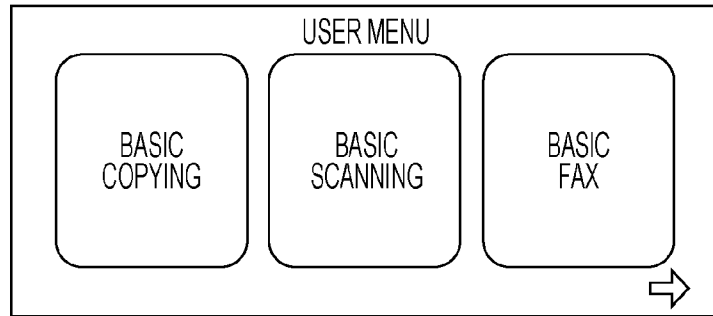 USER MENU
BASIC
COPYING
BASIC
SCANNING
BASIC
FAX